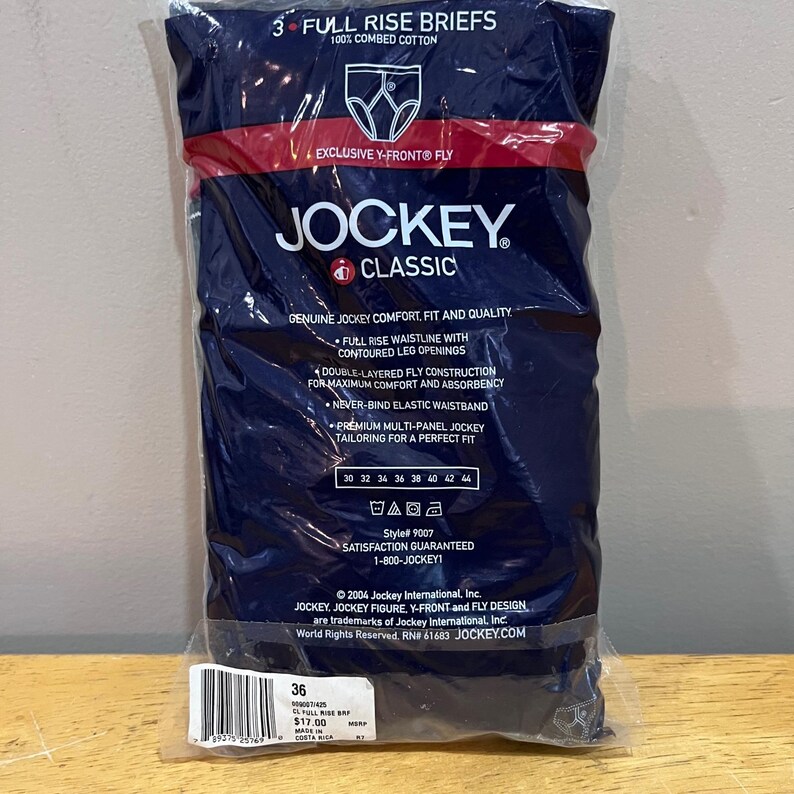 3 • FULL RISE BRIEFS
100% COMBED COTTON
EXCLUSIVE Y-FRONT® FLY
JOCKEY®
CLASSIC
GENUINE JOCKEY COMFORT, FIT AND QUALITY.
• FULL RISE WAISTLINE WITH
CONTOURED LEG OPENINGS
• DOUBLE-LAYERED FLY CONSTRUCTION
FOR MAXIMUM COMFORT AND ABSORBENCY
• NEVER-BIND ELASTIC WAISTBAND
• PREMIUM MULTI-PANEL JOCKEY
TAILORING FOR A PERFECT FIT
30 32 34 36 38 40 42 44
Style# 9007
SATISFACTION GUARANTEED
1-800-JOCKEY1
© 2004 Jockey International, Inc.
JOCKEY, JOCKEY FIGURE, Y-FRONT and FLY DESIGN
are trademarks of Jockey International, Inc.
World Rights Reserved. RN# 61683 JOCKEY.COM
36
009007/425
CL FULL RISE BRF
$17.00 MSRP
MADE IN
COSTA RICA R7
7 89375 25769 0